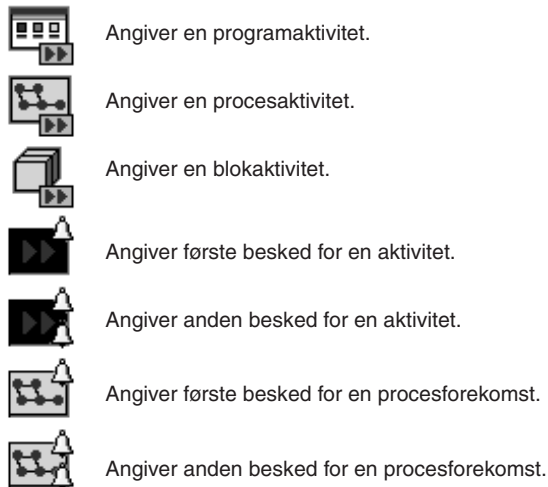 Angiver en programaktivitet.
Angiver en procesaktivitet.
Angiver en blokaktivitet.
Angiver første besked for en aktivitet.
Angiver anden besked for en aktivitet.
Angiver første besked for en procesforekomst.
Angiver anden besked for en procesforekomst.